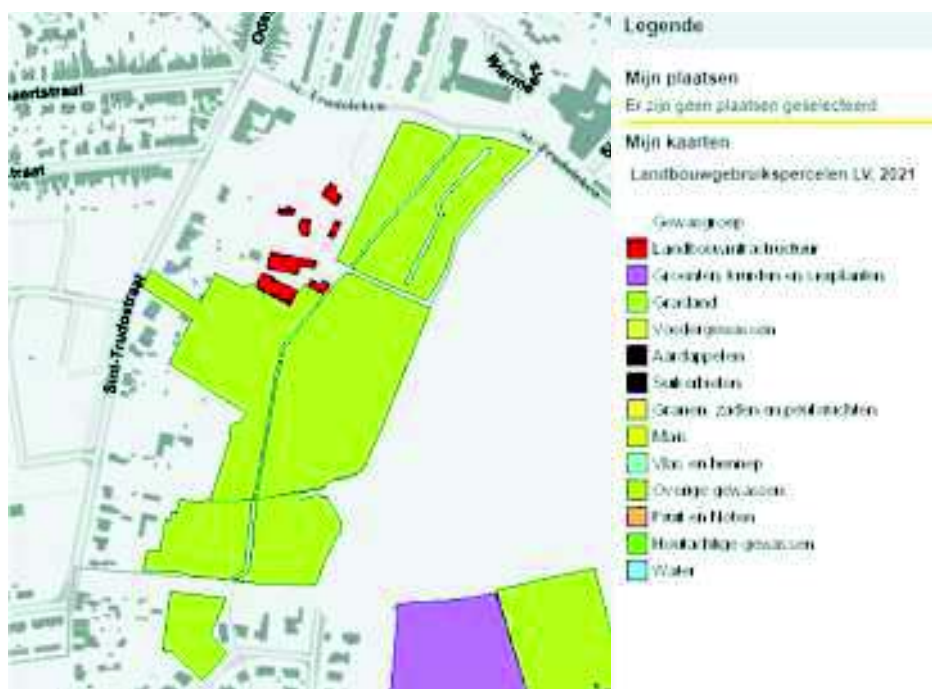 Legende
Mijn plaatsen
Er zijn geen plaatsen geselecteerd
Mijn kaarten
Landbouwgebruikspercelen LV, 2021
Gewasgroep
Landbouwinfrastructuur
Groenten, kruiden en sierplanten
Grasland
Voedergewassen
Aardappelen
Suikerbieten
Granen, zaden en peulvruchten
Mais
Vlas en hennep
Overige gewassen
Fruit en Noten
Houtachtige gewassen
Water
Sint-Trudostraat
straat